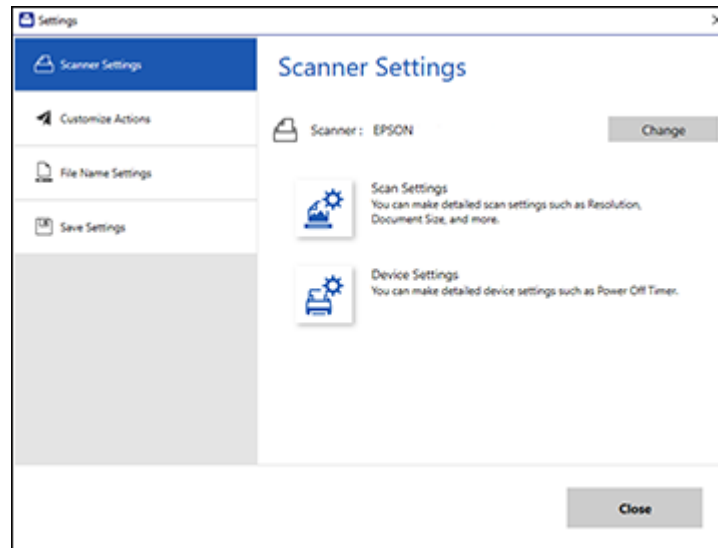 Settings
Scanner Settings
Customize Actions
File Name Settings
Save Settings
Scanner Settings
Scanner : EPSON
Change
Scan Settings
You can make detailed scan settings such as Resolution,
Document Size, and more.
Device Settings
You can make detailed device settings such as Power Off Timer.
Close